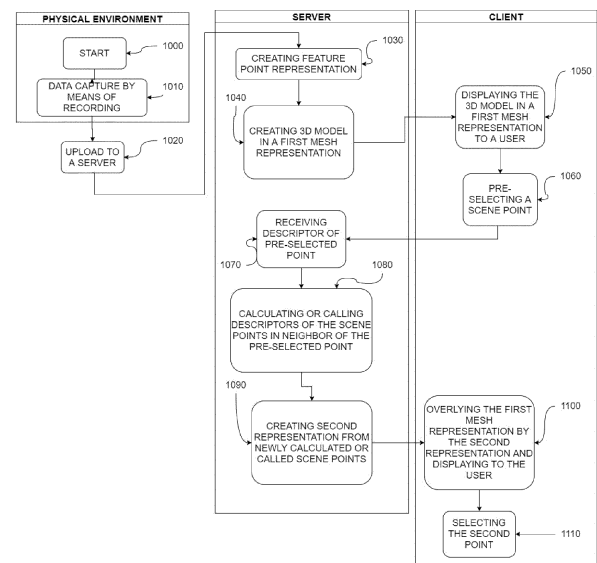 PHYSICAL ENVIRONMENT
SERVER
CLIENT
START
1000
DATA CAPTURE BY
MEANS OF
RECORDING
1010
UPLOAD TO
A SERVER
1020
CREATING FEATURE
POINT REPRESENTATION
1030
1040
CREATING 3D MODEL
IN A FIRST MESH
REPRESENTATION
DISPLAYING THE
3D MODEL IN A
FIRST MESH
REPRESENTATION
TO A USER
1050
PRE-
SELECTING A
SCENE POINT
1060
RECEIVING
DESCRIPTOR OF
PRE-SELECTED
POINT
1070
1080
CALCULATING OR CALLING
DESCRIPTORS OF THE SCENE
POINTS IN NEIGHBOR OF THE
PRE-SELECTED POINT
1090
CREATING SECOND
REPRESENTATION FROM
NEWLY CALCULATED OR
CALLED SCENE POINTS
OVERLYING THE FIRST
MESH
REPRESENTATION BY
THE SECOND
REPRESENTATION AND
DISPLAYING TO THE
USER
1100
SELECTING
THE SECOND
POINT
1110